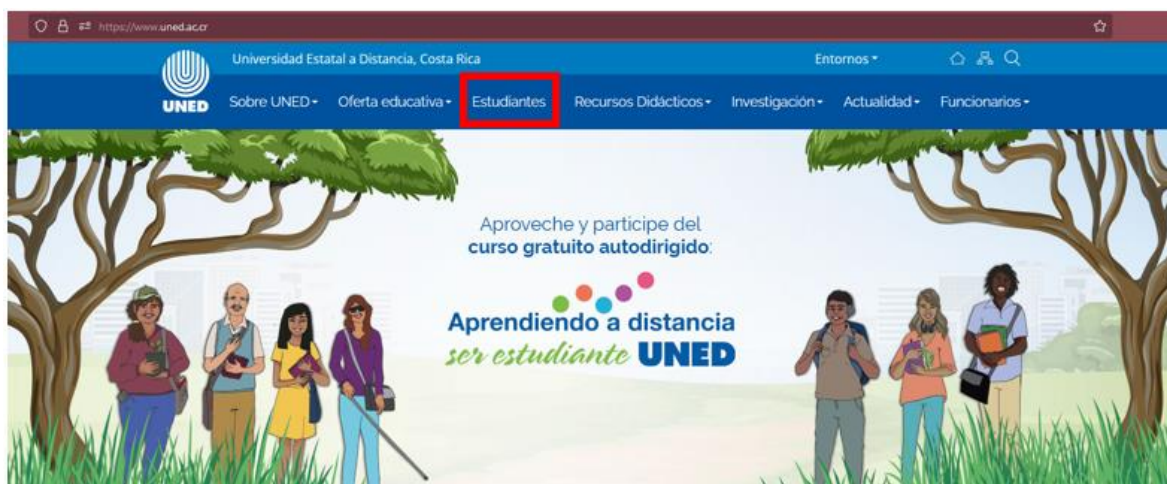 https://www.uned.ac.cr
Universidad Estatal a Distancia, Costa Rica
Entornos
UNED
Sobre UNED
Oferta educativa
Estudiantes
Recursos Didácticos
Investigación
Actualidad
Funcionarios
Aproveche y participe del
curso gratuito autodirigido:
Aprendiendo a distancia
ser estudiante UNED